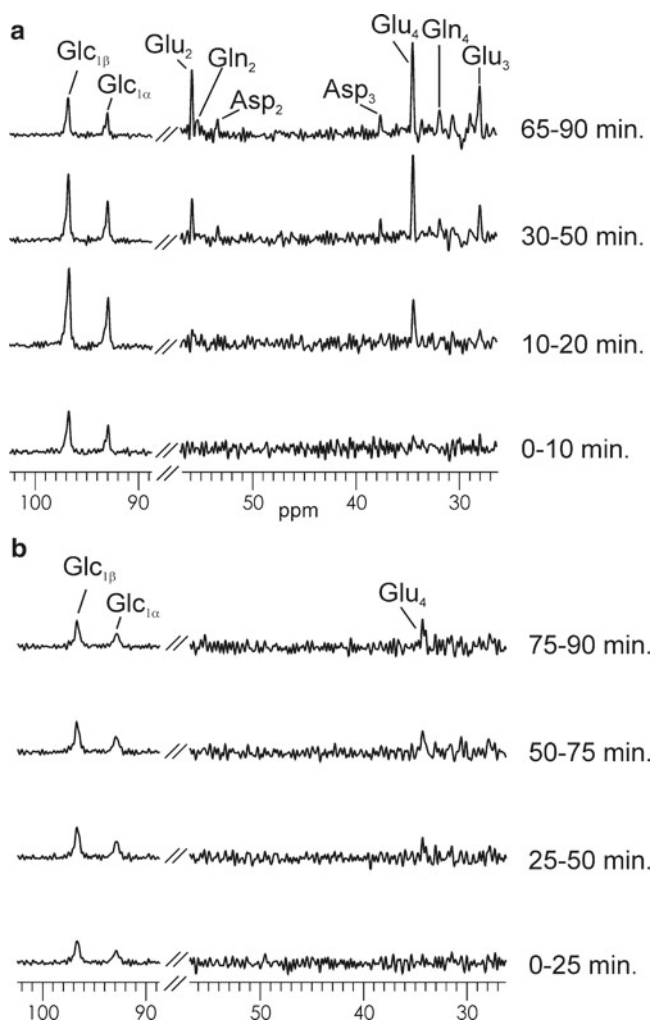 a
Glc1β
Glc1α
Glu2
Gln2
Asp2
Asp3
Glu4
Gln4
Glu3
65-90 min.
30-50 min.
10-20 min.
0-10 min.
100 90 50 40 30
ppm
b
Glc1β
Glc1α
Glu4
75-90 min.
50-75 min.
25-50 min.
0-25 min.
100 90 50 40 30